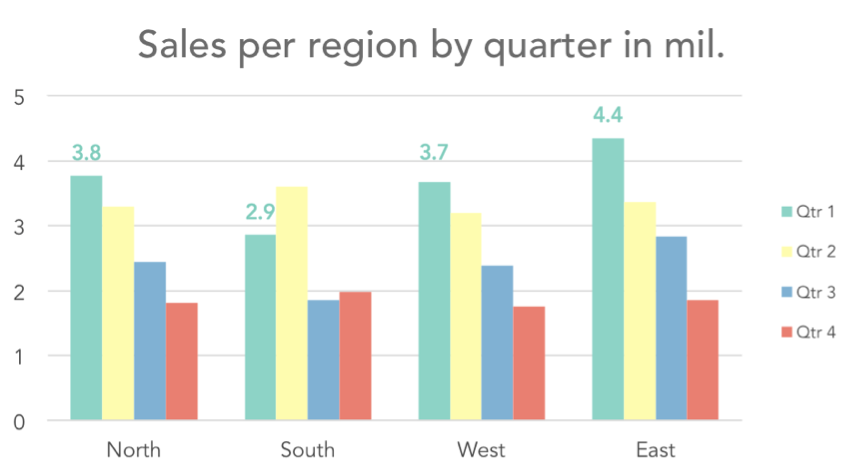 Sales per region by quarter in mil.
5
4
3
2
1
0
3.8
2.9
3.7
4.4
North South West East
Qtr 1
Qtr 2
Qtr 3
Qtr 4